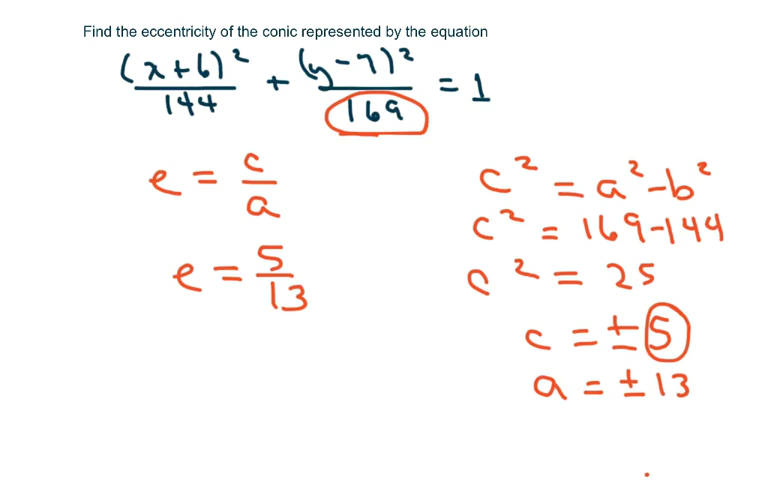 Find the eccentricity of the conic represented by the equation
(x+6)²/144 + (y-7)²/169 = 1
e = c/a
c² = a²-b²
c² = 169-144
e = 5/13
c² = 25
c = ±5
a = ±13